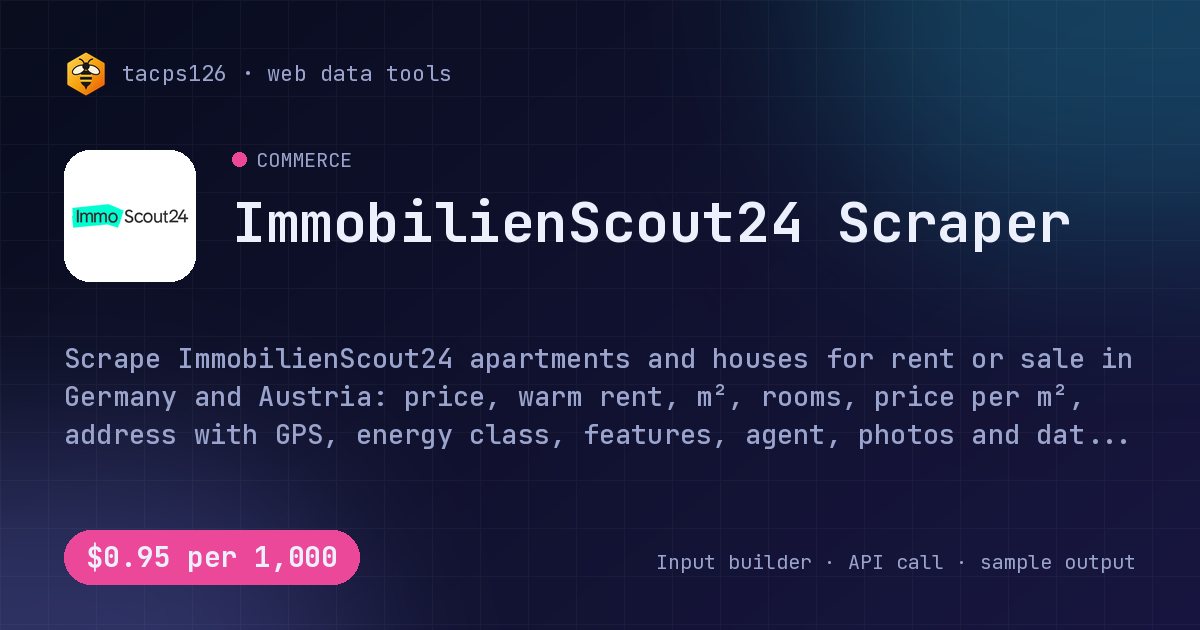 tacps126 · web data tools
COMMERCE
Immo Scout24
ImmobilienScout24 Scraper
Scrape ImmobilienScout24 apartments and houses for rent or sale in
Germany and Austria: price, warm rent, m², rooms, price per m²,
address with GPS, energy class, features, agent, photos and dat...
$0.95 per 1,000
Input builder · API call · sample output